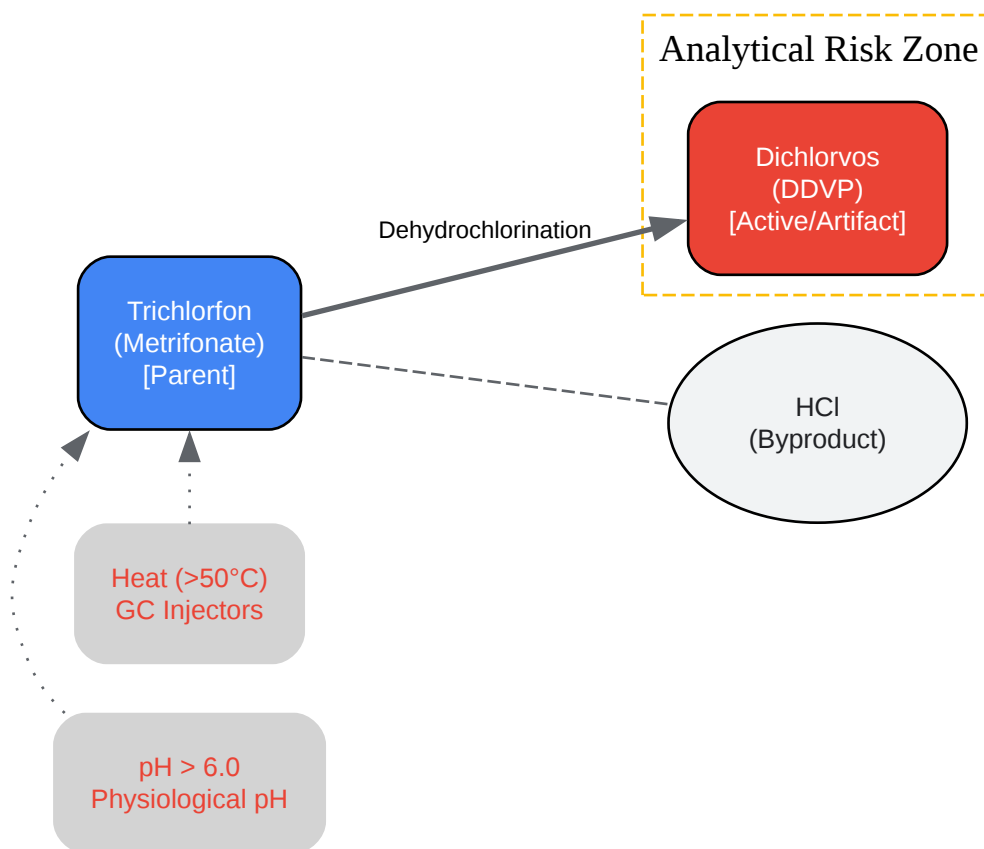 Analytical Risk Zone
Dichlorvos
(DDVP)
[Active/Artifact]
Dehydrochlorination
Trichlorfon
(Metrifonate)
[Parent]
HCl
(Byproduct)
Heat (>50°C)
GC Injectors
pH > 6.0
Physiological pH